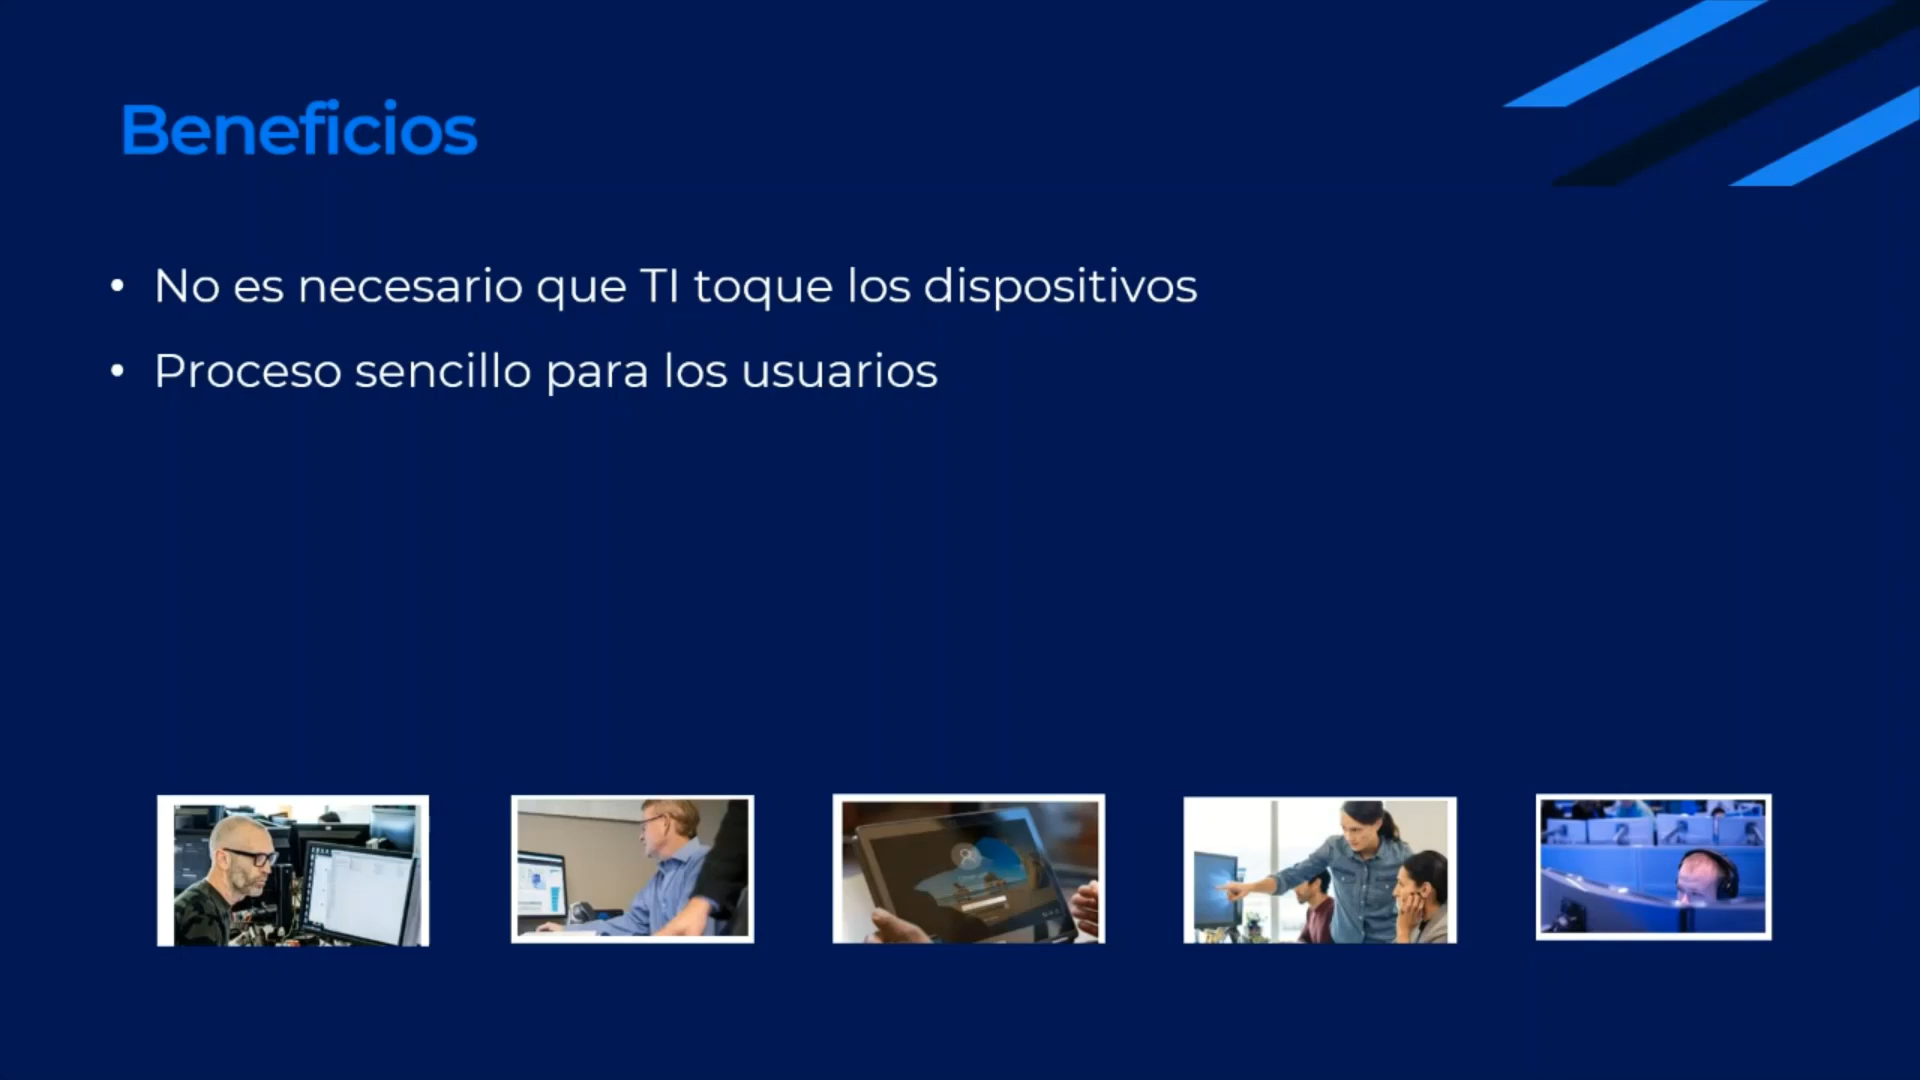 Beneficios
• No es necesario que TI toque los dispositivos
• Proceso sencillo para los usuarios